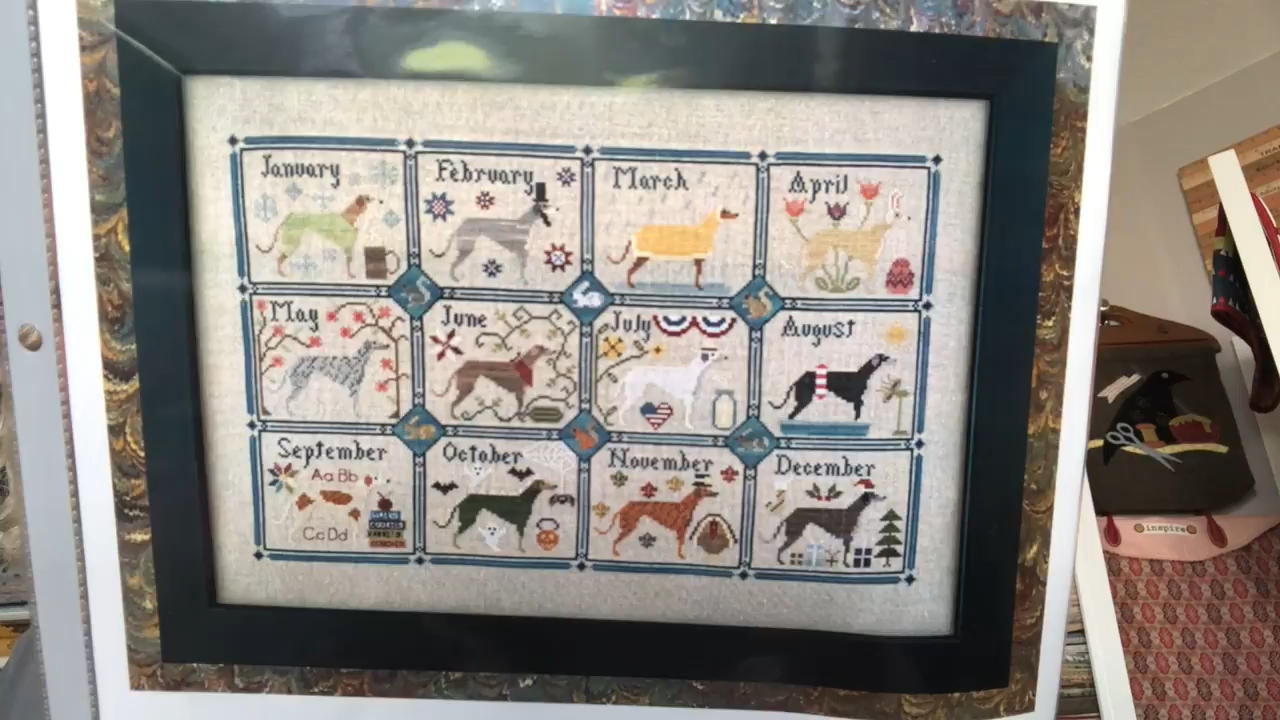 January
February
March
April
May
June
July
August
September
Aa Bb
Cc Dd
October
November
December
inspire